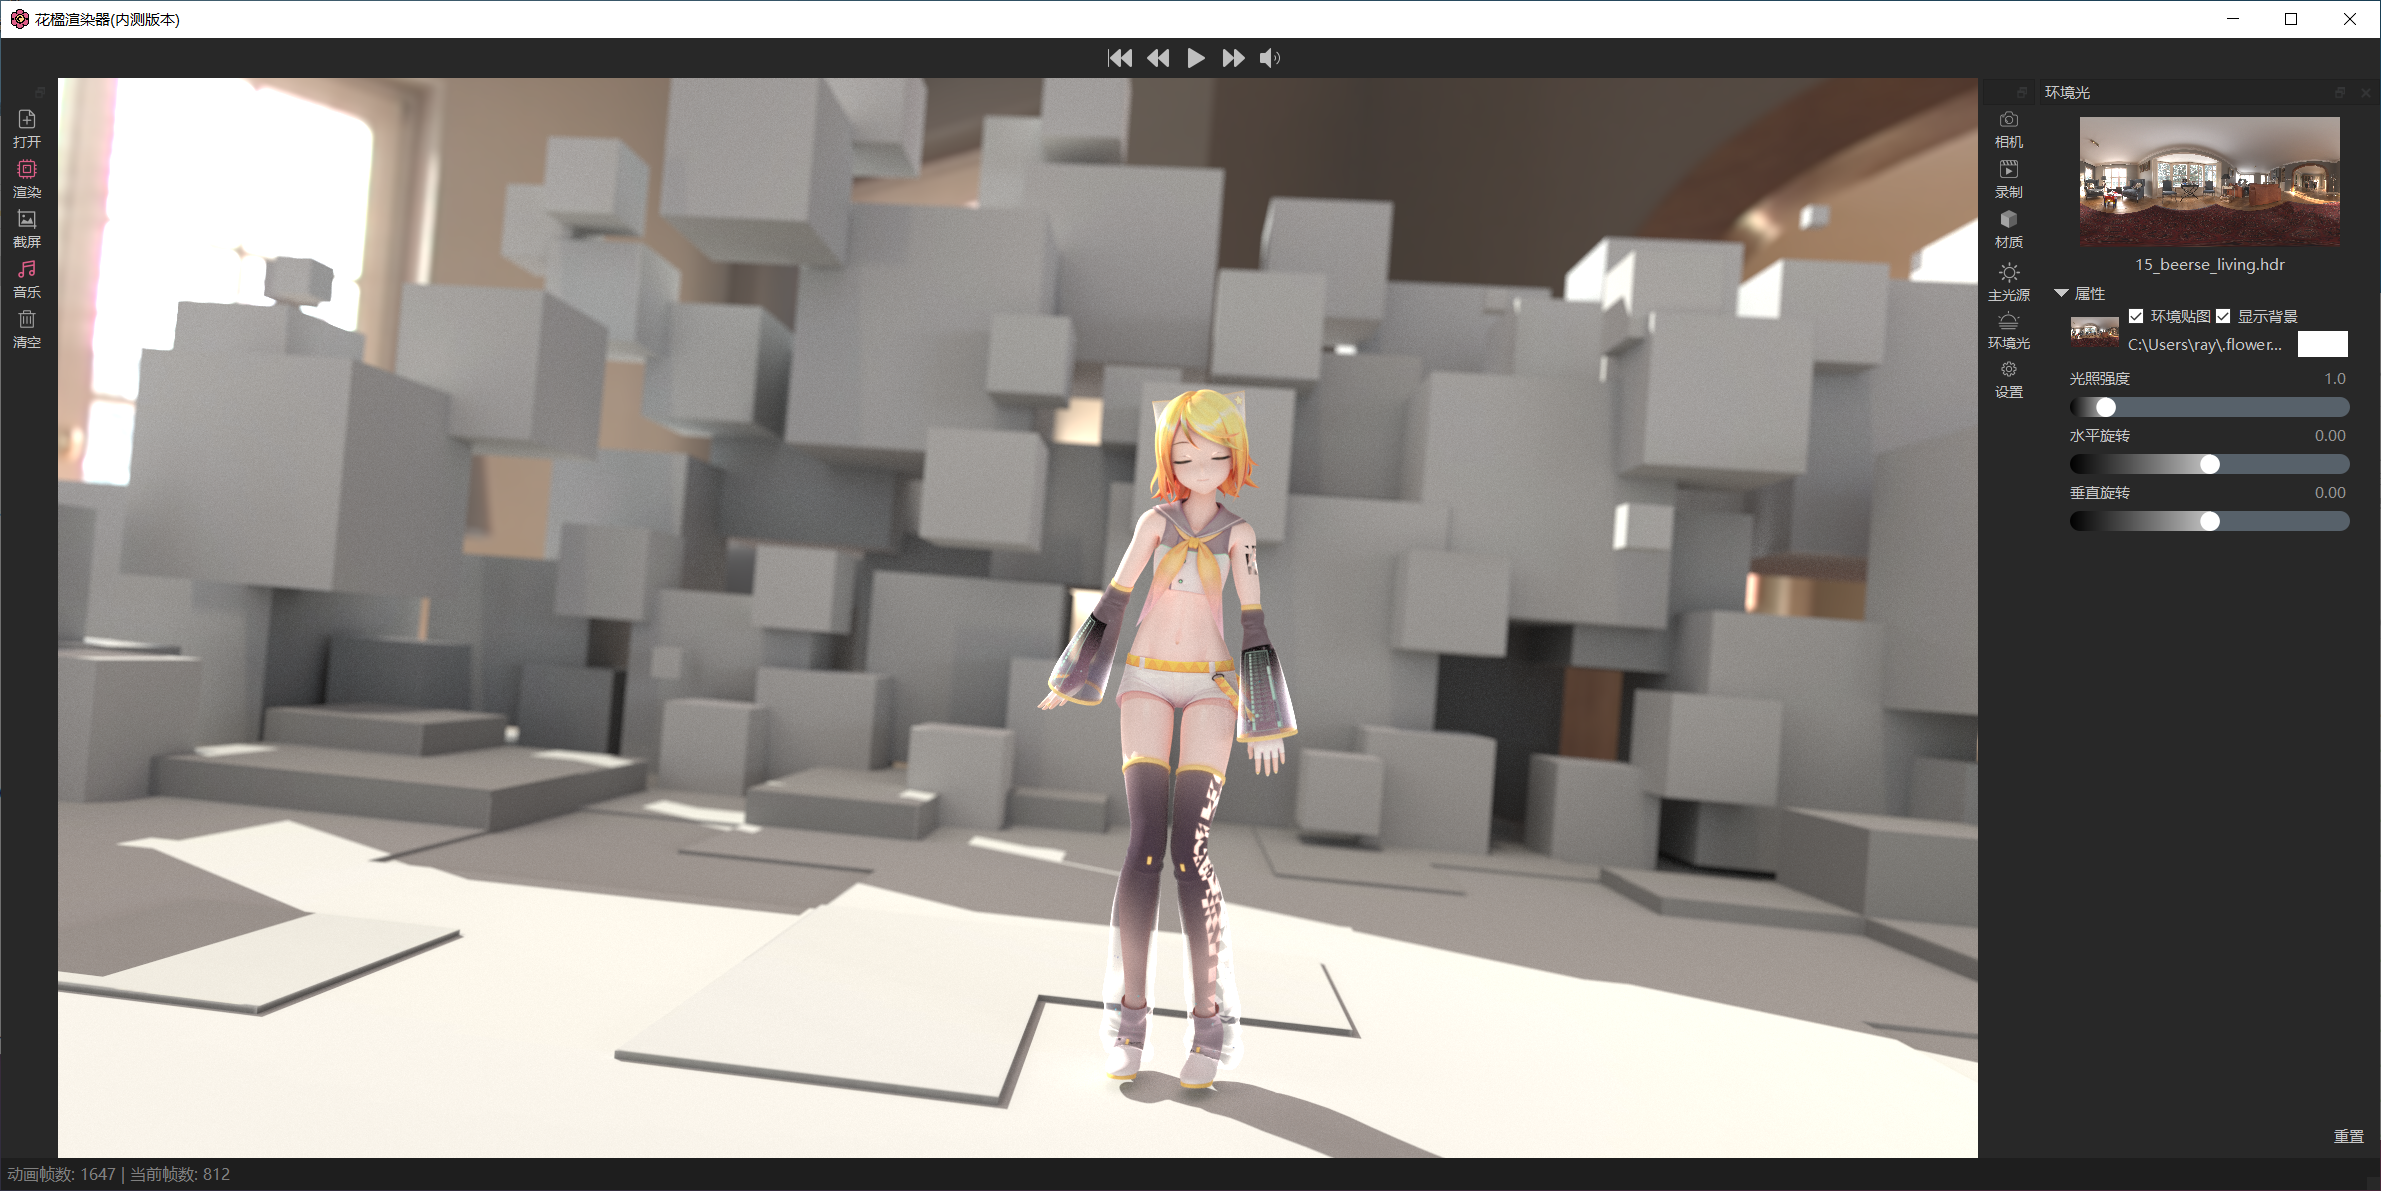 花楹渲染器(内测版本)
打开
渲染
截屏
音乐
清空
相机
录制
材质
主光源
环境光
设置
环境光
15_beerse_living.hdr
属性
环境贴图 显示背景
C:\Users\ray\.flower...
光照强度 1.0
水平旋转 0.00
垂直旋转 0.00
重置
动画帧数: 1647 | 当前帧数: 812